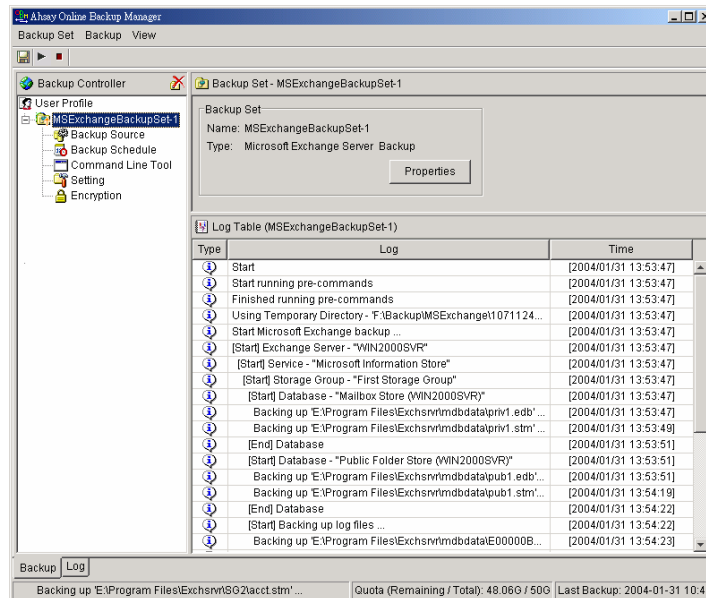 Ahsay Online Backup Manager
Backup Set Backup View
Backup Controller
User Profile
MSExchangeBackupSet-1
Backup Source
Backup Schedule
Command Line Tool
Setting
Encryption
Backup Set - MSExchangeBackupSet-1
Backup Set
Name: MSExchangeBackupSet-1
Type: Microsoft Exchange Server Backup
Properties
Log Table (MSExchangeBackupSet-1)
Type Log Time
Start [2004/01/31 13:53:47]
Start running pre-commands [2004/01/31 13:53:47]
Finished running pre-commands [2004/01/31 13:53:47]
Using Temporary Directory - 'F:\Backup\MSExchange\1071124... [2004/01/31 13:53:47]
Start Microsoft Exchange backup ... [2004/01/31 13:53:47]
[Start] Exchange Server - "WIN2000SVR" [2004/01/31 13:53:47]
[Start] Service - "Microsoft Information Store" [2004/01/31 13:53:47]
[Start] Storage Group - "First Storage Group" [2004/01/31 13:53:47]
[Start] Database - "Mailbox Store (WIN2000SVR)" [2004/01/31 13:53:47]
Backing up 'E:\Program Files\Exchsrvr\mdbdata\priv1.edb' ... [2004/01/31 13:53:47]
Backing up 'E:\Program Files\Exchsrvr\mdbdata\priv1.stm' ... [2004/01/31 13:53:49]
[End] Database [2004/01/31 13:53:51]
[Start] Database - "Public Folder Store (WIN2000SVR)" [2004/01/31 13:53:51]
Backing up 'E:\Program Files\Exchsrvr\mdbdata\pub1.edb'... [2004/01/31 13:53:51]
Backing up 'E:\Program Files\Exchsrvr\mdbdata\pub1.stm'... [2004/01/31 13:54:19]
[End] Database [2004/01/31 13:54:22]
[Start] Backing up log files ... [2004/01/31 13:54:22]
Backing up 'E:\Program Files\Exchsrvr\mdbdata\E00000B... [2004/01/31 13:54:23]
Backup Log
Backing up 'E:\Program Files\Exchsrvr\SG2\acct.stm' ... Quota (Remaining / Total): 48.06G / 50G Last Backup: 2004-01-31 10:4